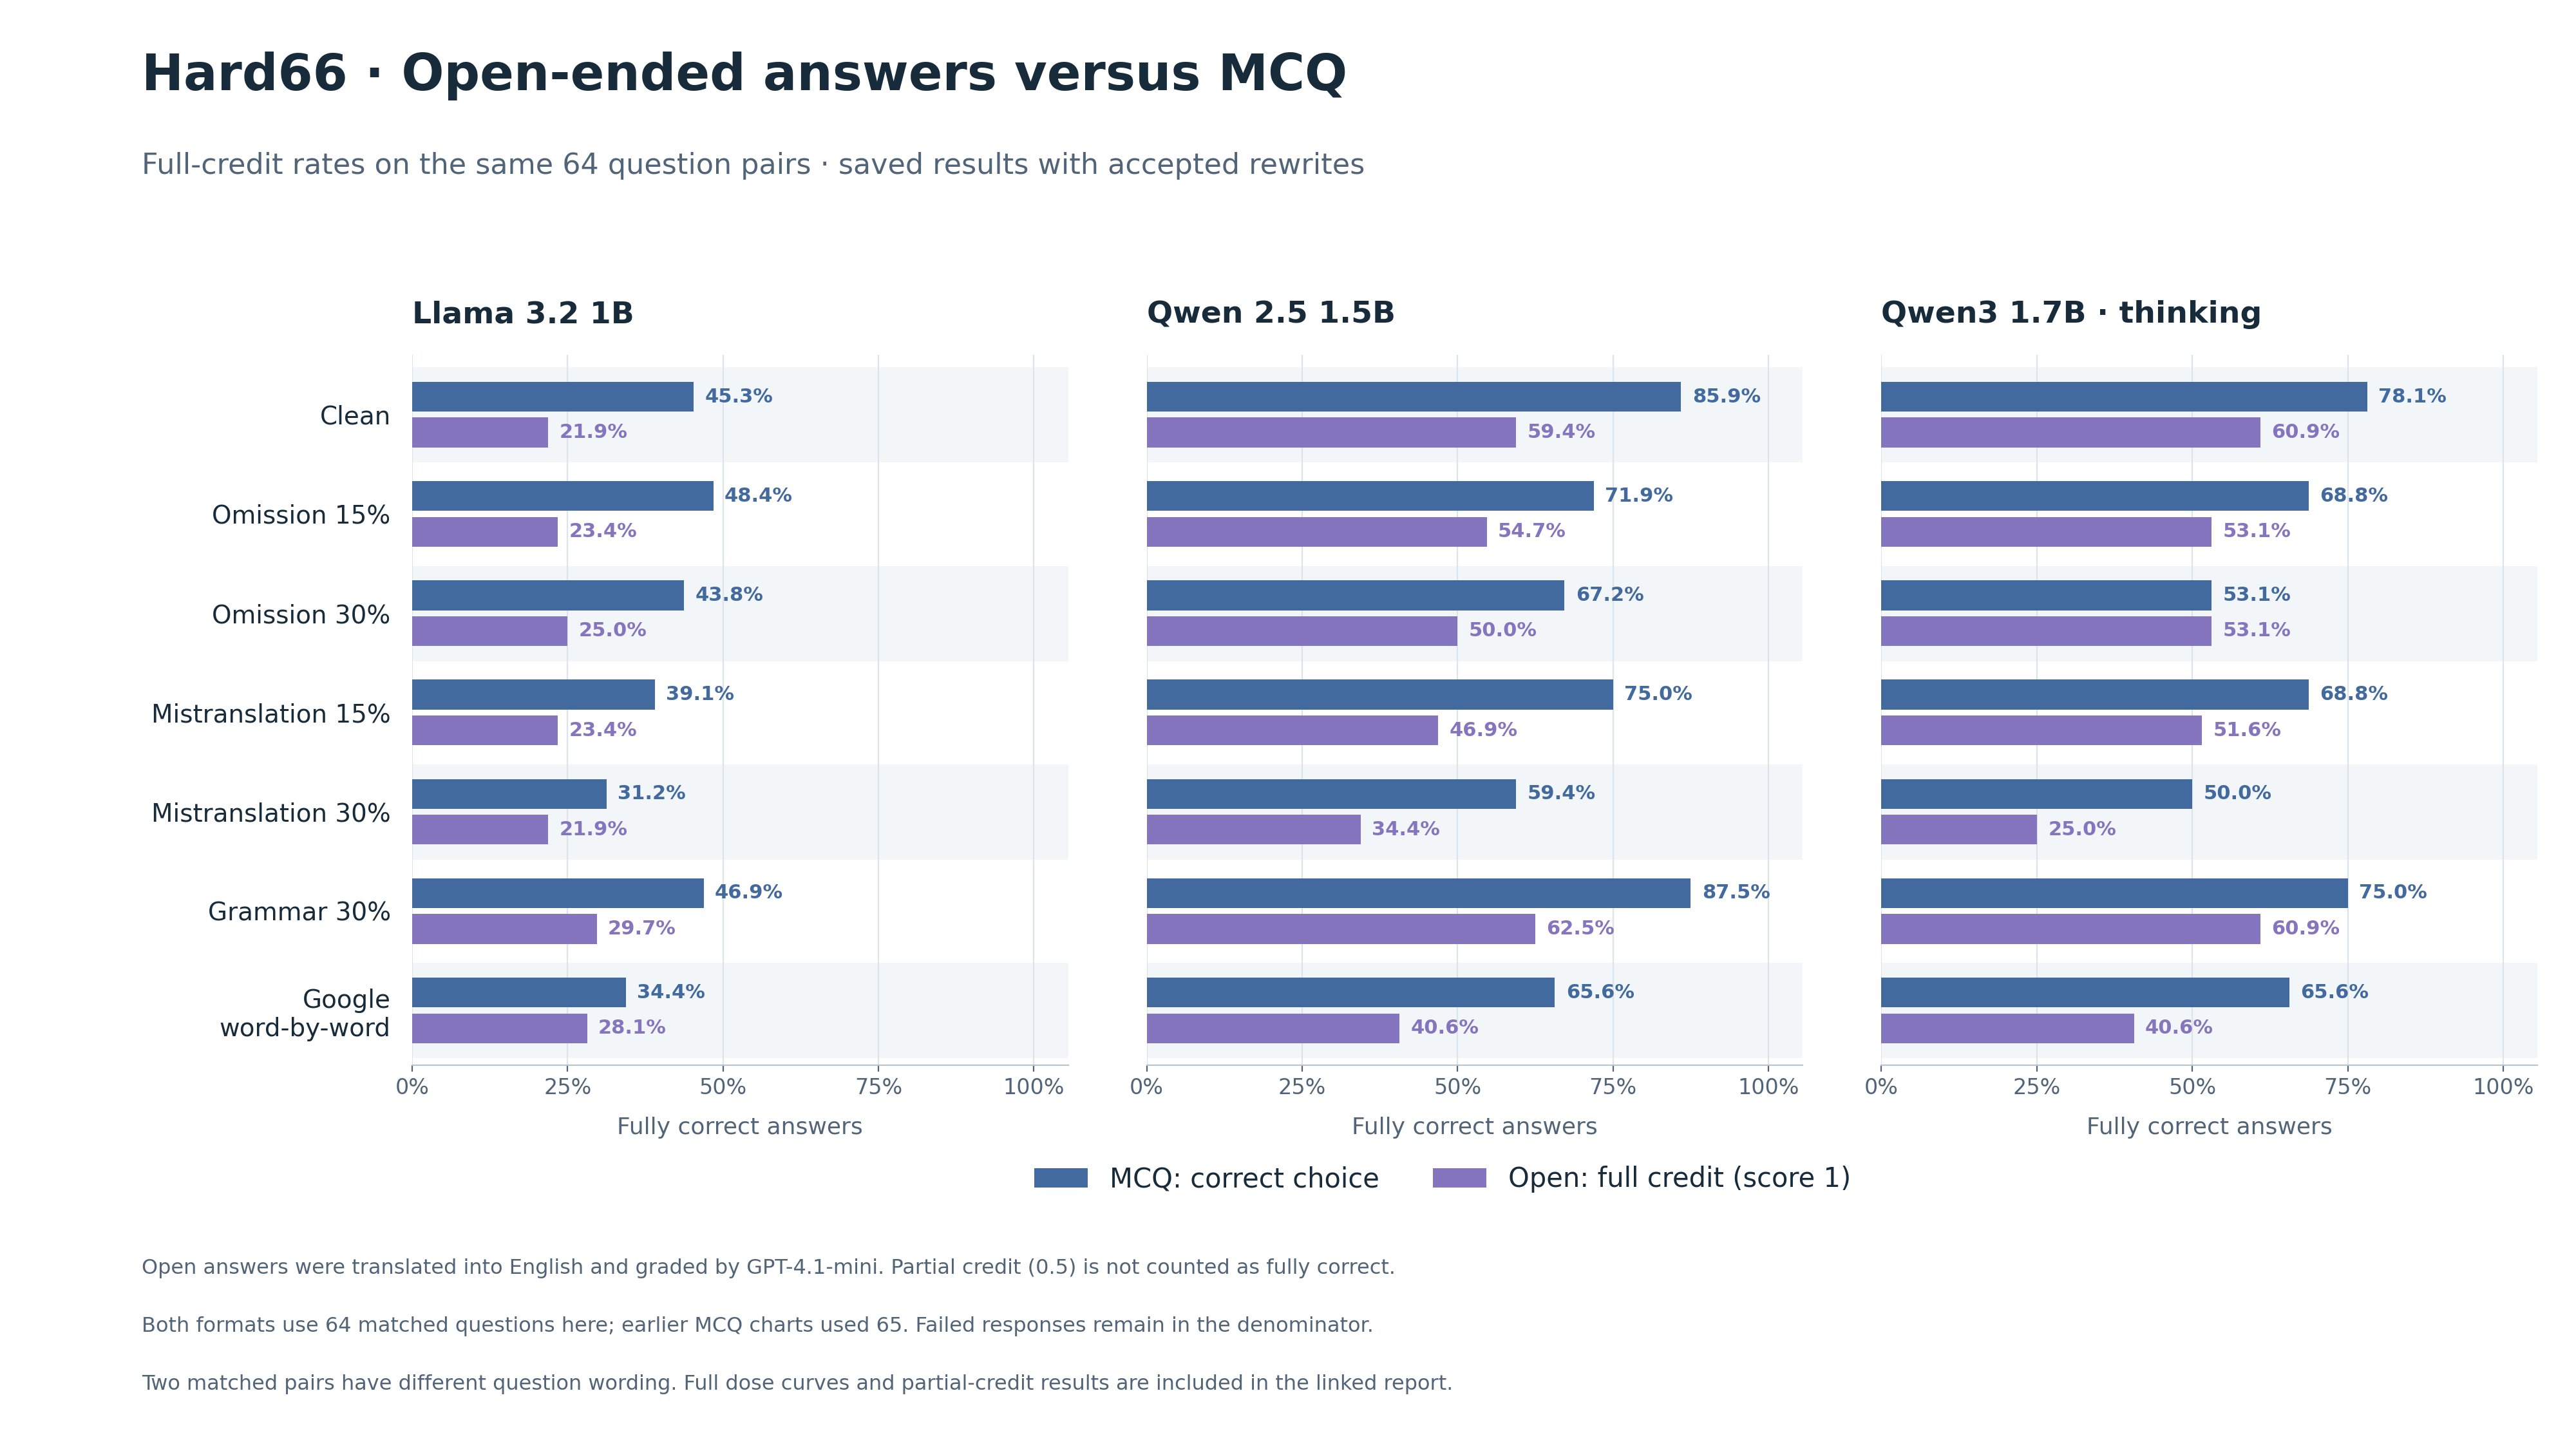 Hard66 · Open-ended answers versus MCQ
Full-credit rates on the same 64 question pairs · saved results with accepted rewrites
Llama 3.2 1B
Qwen 2.5 1.5B
Qwen3 1.7B · thinking
Clean
45.3%
21.9%
85.9%
59.4%
78.1%
60.9%
Omission 15%
48.4%
23.4%
71.9%
54.7%
68.8%
53.1%
Omission 30%
43.8%
25.0%
67.2%
50.0%
53.1%
53.1%
Mistranslation 15%
39.1%
23.4%
75.0%
46.9%
68.8%
51.6%
Mistranslation 30%
31.2%
21.9%
59.4%
34.4%
50.0%
25.0%
Grammar 30%
46.9%
29.7%
87.5%
62.5%
75.0%
60.9%
Google
word-by-word
34.4%
28.1%
65.6%
40.6%
65.6%
40.6%
0% 25% 50% 75% 100%
0% 25% 50% 75% 100%
0% 25% 50% 75% 100%
Fully correct answers
Fully correct answers
Fully correct answers
MCQ: correct choice
Open: full credit (score 1)
Open answers were translated into English and graded by GPT-4.1-mini. Partial credit (0.5) is not counted as fully correct.
Both formats use 64 matched questions here; earlier MCQ charts used 65. Failed responses remain in the denominator.
Two matched pairs have different question wording. Full dose curves and partial-credit results are included in the linked report.